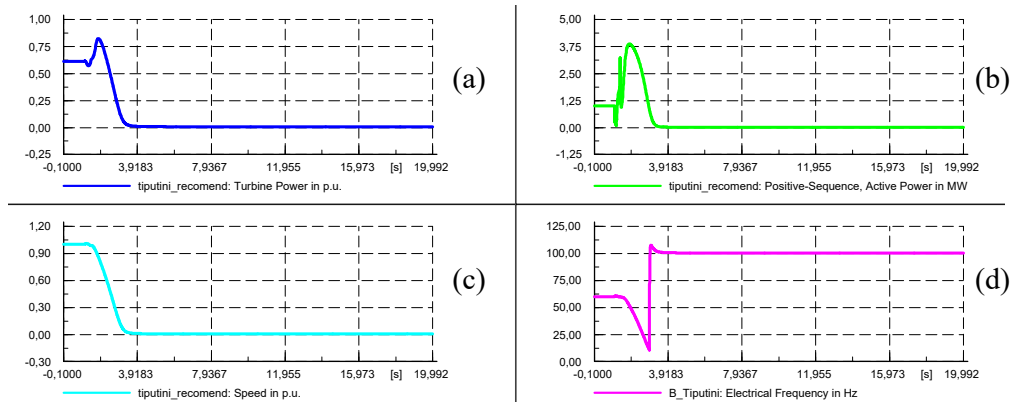 1,00
0,75
0,50
0,25
0,00
-0,25
-0,1000 3,9183 7,9367 11,955 15,973 [s] 19,992
tiputini_recomend: Turbine Power in p.u.
(a)
5,00
3,75
2,50
1,25
0,00
-1,25
-0,1000 3,9183 7,9367 11,955 15,973 [s] 19,992
tiputini_recomend: Positive-Sequence, Active Power in MW
(b)
1,20
0,90
0,60
0,30
0,00
-0,30
-0,1000 3,9183 7,9367 11,955 15,973 [s] 19,992
tiputini_recomend: Speed in p.u.
(c)
125,00
100,00
75,00
50,00
25,00
0,00
-0,1000 3,9183 7,9367 11,955 15,973 [s] 19,992
B_Tiputini: Electrical Frequency in Hz
(d)